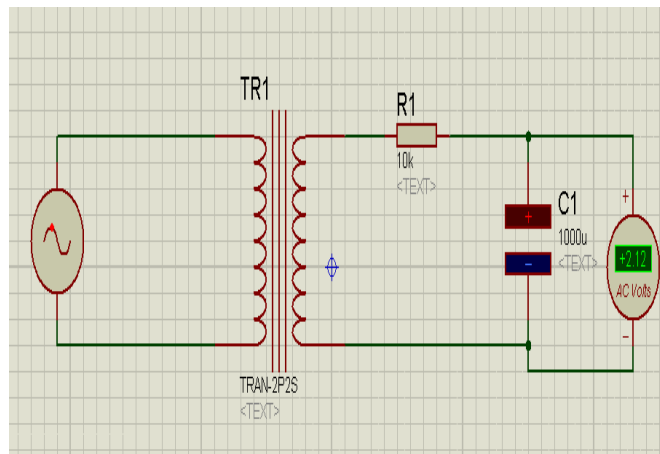 TR1
R1
10k
<TEXT>
C1
1000u
<TEXT>
+
+
−
+2.12
AC Volts
−
TRAN-2P2S
<TEXT>